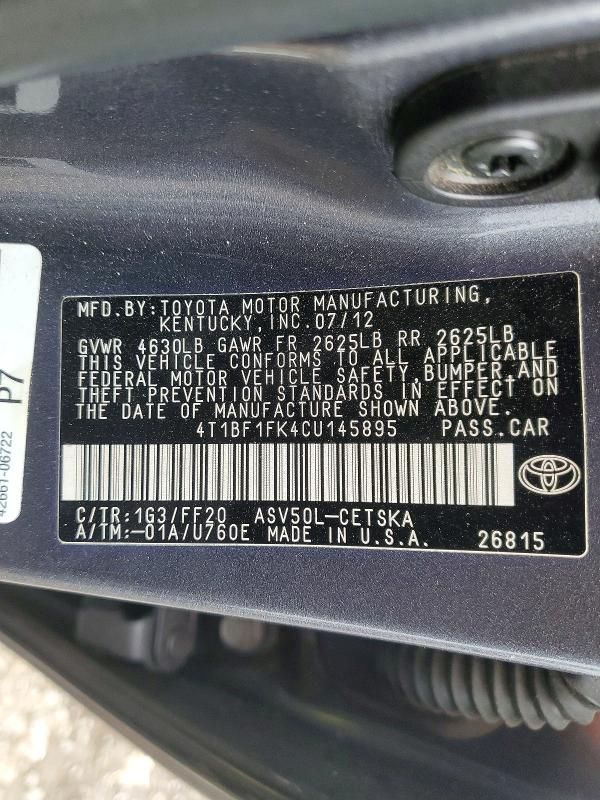 MFD.BY:TOYOTA MOTOR MANUFACTURING,
KENTUCKY,INC.07/12
GVWR 4630LB GAWR FR 2625LB RR 2625LB
THIS VEHICLE CONFORMS TO ALL APPLICABLE
FEDERAL MOTOR VEHICLE SAFETY, BUMPER,AND
THEFT PREVENTION STANDARDS IN EFFECT ON
THE DATE OF MANUFACTURE SHOWN ABOVE.
4T1BF1FK4CU145895 PASS.CAR
C/TR:1G3/FF20 ASV50L-CETSKA
A/TM:-01A/U760E MADE IN U.S.A. 26815
42661-06722
P7